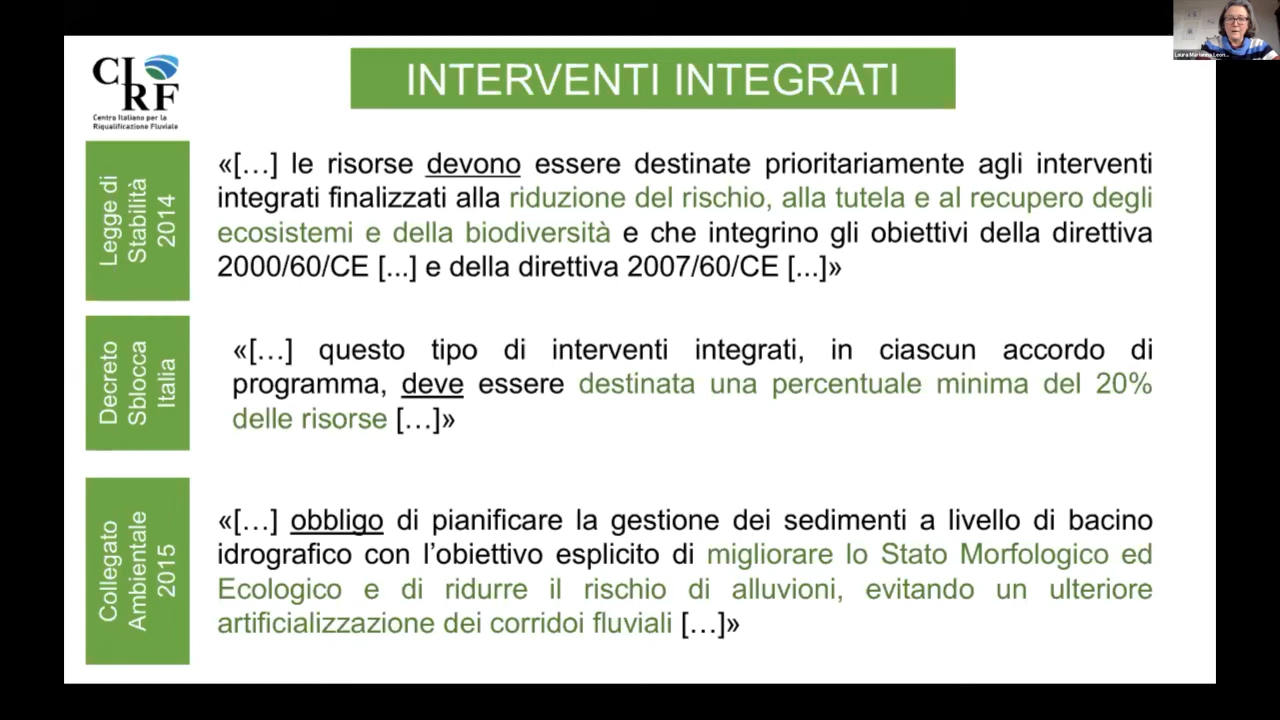 CIRF
Centro Italiano per la
Riqualificazione Fluviale
INTERVENTI INTEGRATI
Legge di
Stabilità
2014
«[…] le risorse devono essere destinate prioritariamente agli interventi
integrati finalizzati alla riduzione del rischio, alla tutela e al recupero degli
ecosistemi e della biodiversità e che integrino gli obiettivi della direttiva
2000/60/CE [...] e della direttiva 2007/60/CE [...]»
Decreto
Sblocca
Italia
«[…] questo tipo di interventi integrati, in ciascun accordo di
programma, deve essere destinata una percentuale minima del 20%
delle risorse […]»
Collegato
Ambientale
2015
«[…] obbligo di pianificare la gestione dei sedimenti a livello di bacino
idrografico con l’obiettivo esplicito di migliorare lo Stato Morfologico ed
Ecologico e di ridurre il rischio di alluvioni, evitando un ulteriore
artificializzazione dei corridoi fluviali […]»